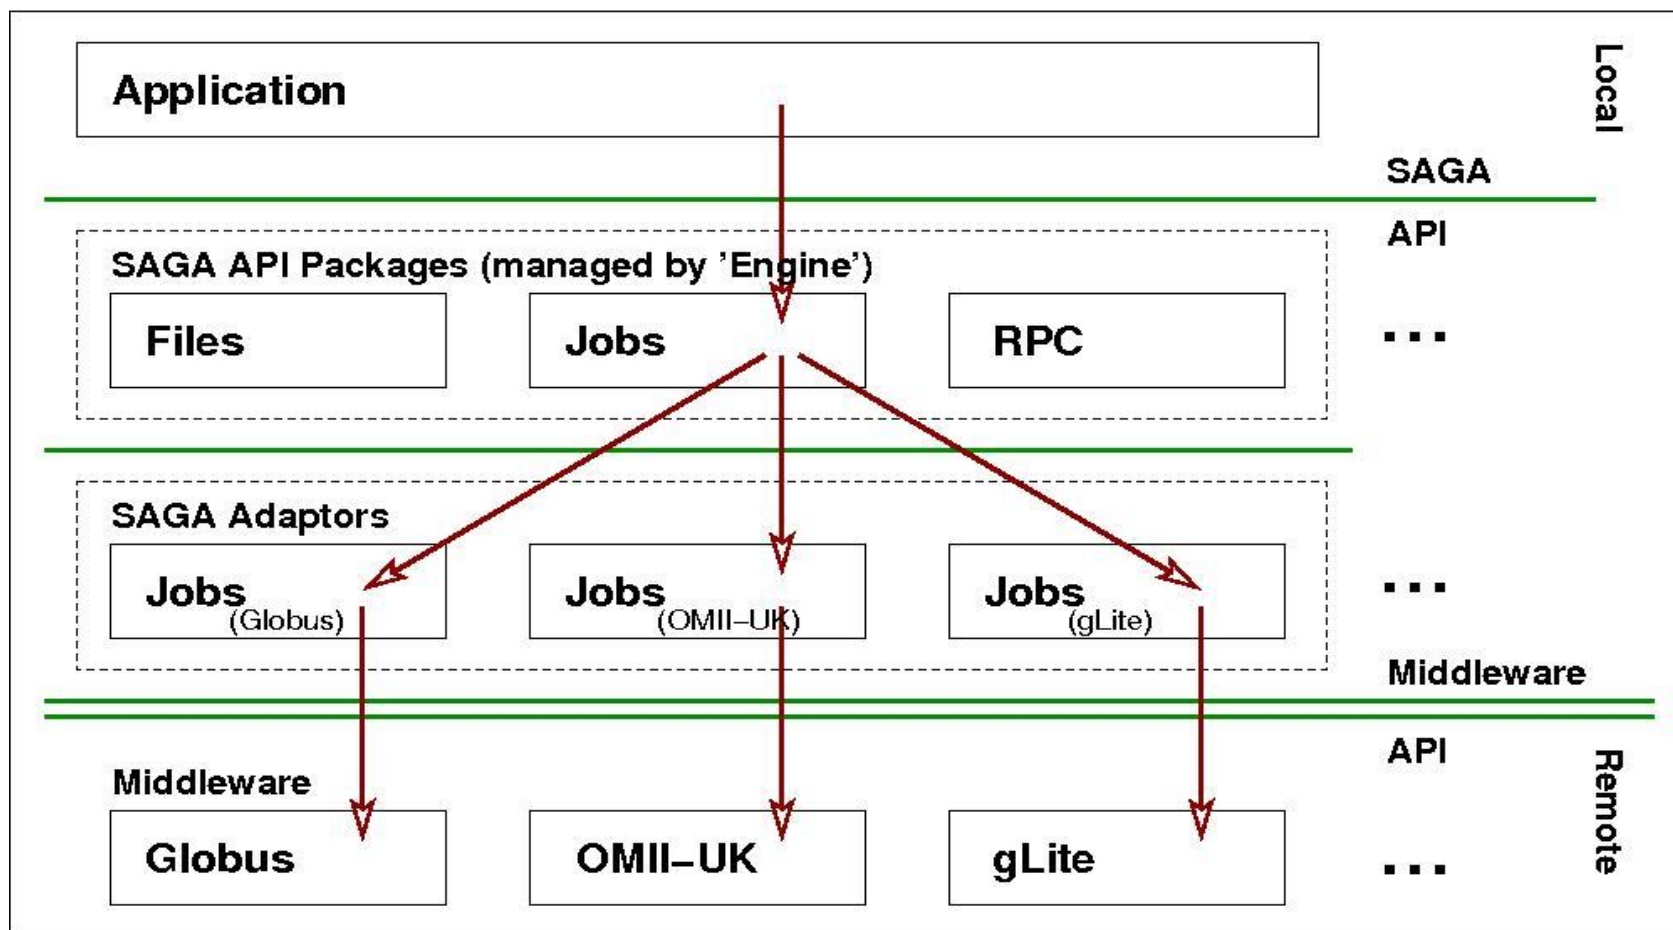 Application
Local
SAGA
API
SAGA API Packages (managed by 'Engine')
Files
Jobs
RPC
...
SAGA Adaptors
Jobs
(Globus)
Jobs
(OMII-UK)
Jobs
(gLite)
...
Middleware
API
Remote
Middleware
Globus
OMII-UK
gLite
...